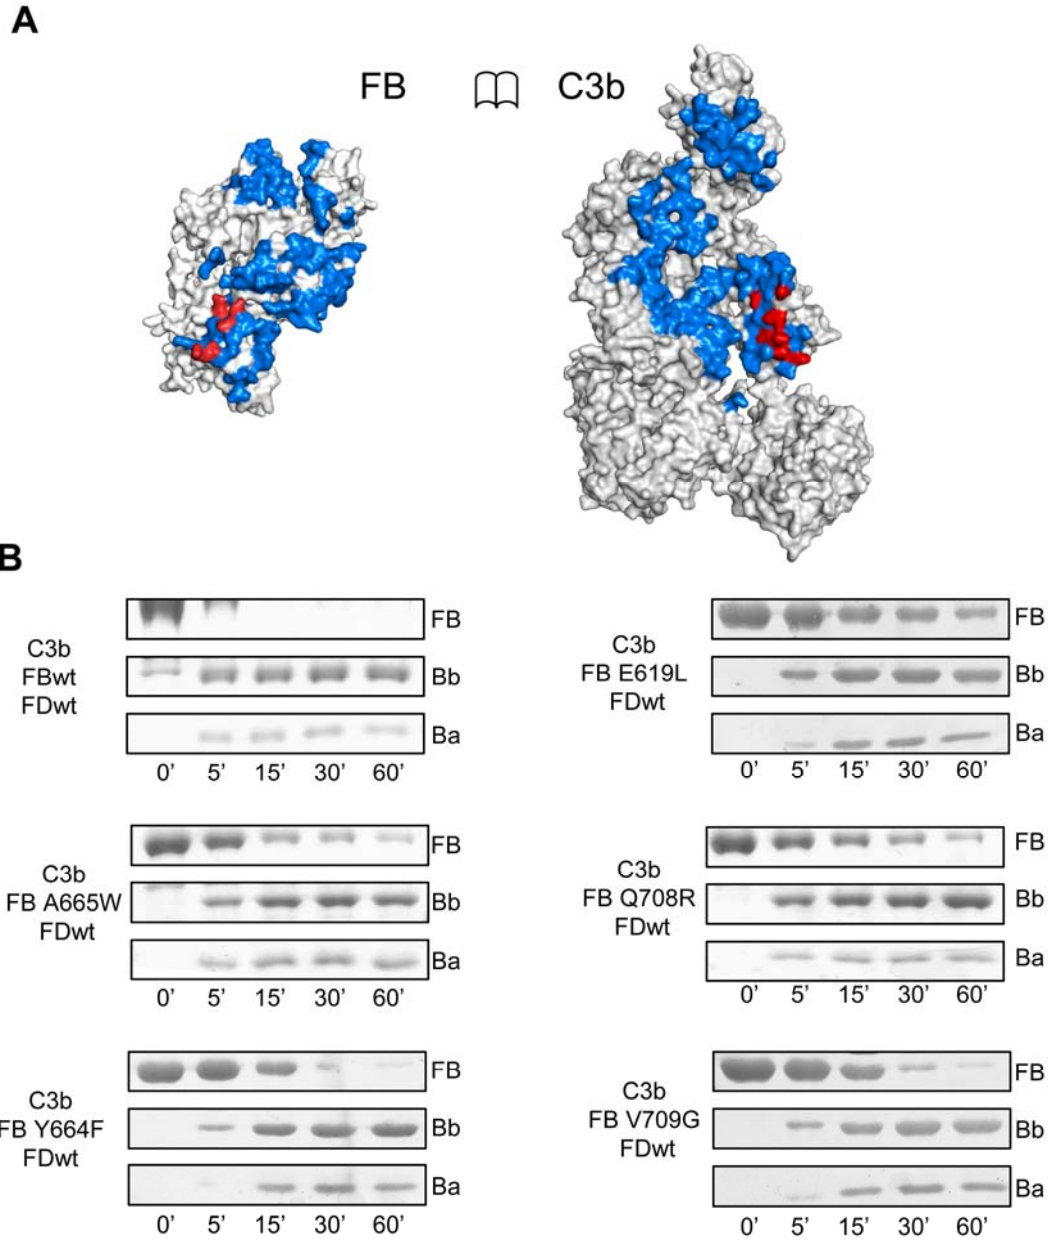 A
FB C3b
B
C3b
FBwt
FDwt
FB
Bb
Ba
0' 5' 15' 30' 60'
C3b
FB E619L
FDwt
FB
Bb
Ba
0' 5' 15' 30' 60'
C3b
FB A665W
FDwt
FB
Bb
Ba
0' 5' 15' 30' 60'
C3b
FB Q708R
FDwt
FB
Bb
Ba
0' 5' 15' 30' 60'
C3b
FB Y664F
FDwt
FB
Bb
Ba
0' 5' 15' 30' 60'
C3b
FB V709G
FDwt
FB
Bb
Ba
0' 5' 15' 30' 60'